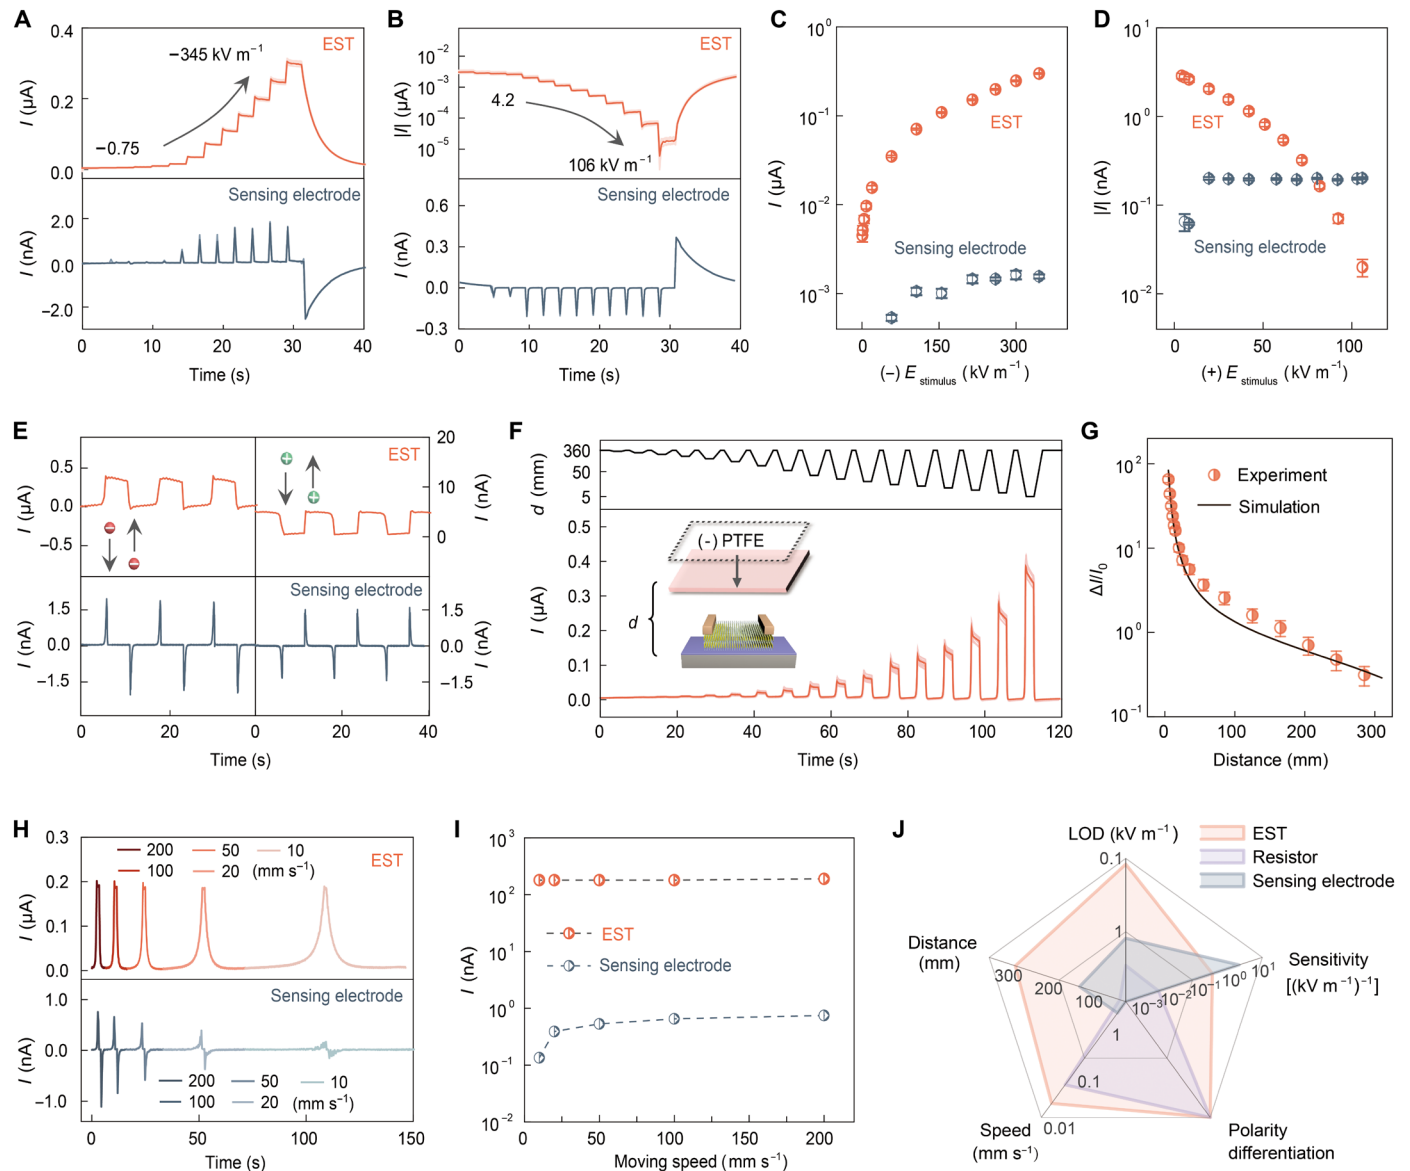 A
0.4
0.2
0.0
I (μA)
−345 kV m⁻¹
−0.75
EST
Sensing electrode
2.0
0.0
−2.0
I (nA)
0 10 20 30 40
Time (s)
B
10⁻²
10⁻³
10⁻⁴
10⁻⁵
|I| (μA)
EST
4.2
106 kV m⁻¹
Sensing electrode
0.6
0.3
0.0
−0.3
I (nA)
0 10 20 30 40
Time (s)
C
10⁰
10⁻¹
10⁻²
10⁻³
I (μA)
EST
Sensing electrode
0 150 300
(−) E stimulus (kV m⁻¹)
D
10¹
10⁰
10⁻¹
10⁻²
|I| (nA)
EST
Sensing electrode
0 50 100
(+) E stimulus (kV m⁻¹)
E
0.5
0.0
−0.5
I (μA)
EST
20
10
0
I (nA)
Sensing electrode
1.5
0.0
−1.5
I (nA)
1.5
0.0
−1.5
I (nA)
0 20 0 20 40
Time (s)
F
360
50
5
d (mm)
0.5
0.4
0.3
0.2
0.1
0.0
I (μA)
(-) PTFE
d
0 20 40 60 80 100 120
Time (s)
G
10²
10¹
10⁰
10⁻¹
ΔI/I₀
Experiment
Simulation
0 100 200 300
Distance (mm)
H
0.3
0.2
0.1
0.0
I (μA)
200 50 10
100 20 (mm s⁻¹)
EST
Sensing electrode
1.0
0.0
−1.0
I (nA)
200 50 10
100 20 (mm s⁻¹)
0 50 100 150
Time (s)
I
10³
10²
10¹
10⁰
10⁻¹
10⁻²
I (nA)
EST
Sensing electrode
0 50 100 150 200
Moving speed (mm s⁻¹)
J
LOD (kV m⁻¹)
0.1
1
EST
Resistor
Sensing electrode
Distance
(mm)
300 200 100
Sensitivity
[(kV m⁻¹)⁻¹]
10⁻³ 10⁻² 10⁻¹ 10⁰ 10¹
1
0.1
0.01
Speed
(mm s⁻¹)
Polarity
differentiation